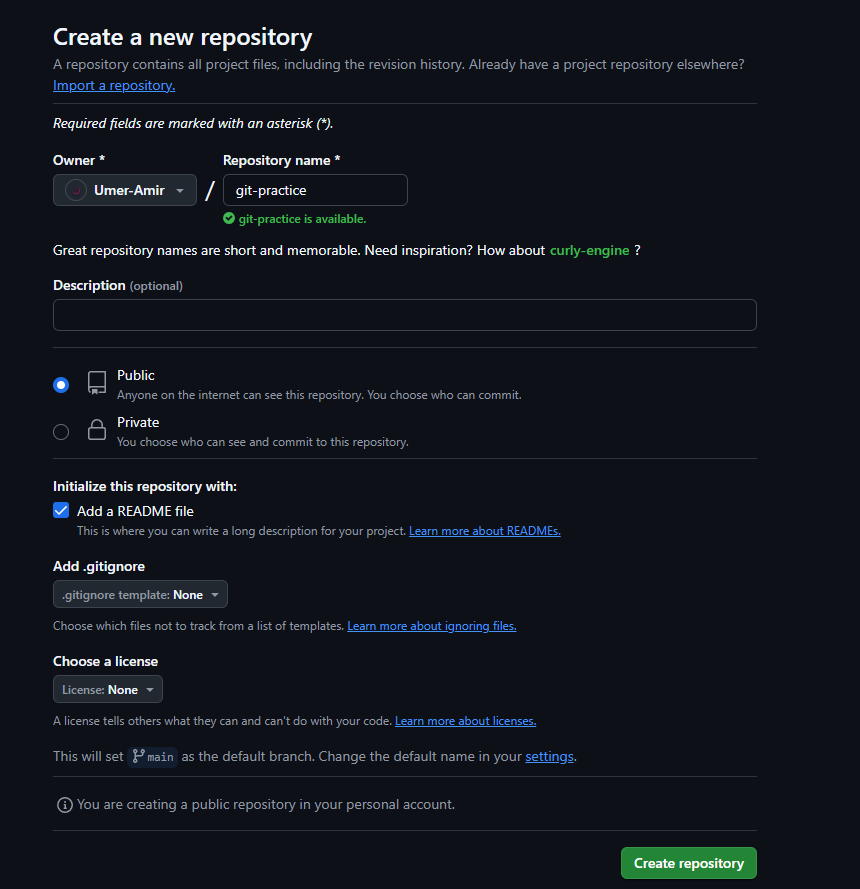 Create a new repository
A repository contains all project files, including the revision history. Already have a project repository elsewhere?
Import a repository.
Required fields are marked with an asterisk (*).
Owner *
Repository name *
Umer-Amir
/
git-practice
git-practice is available.
Great repository names are short and memorable. Need inspiration? How about curly-engine ?
Description (optional)
Public
Anyone on the internet can see this repository. You choose who can commit.
Private
You choose who can see and commit to this repository.
Initialize this repository with:
Add a README file
This is where you can write a long description for your project. Learn more about READMEs.
Add .gitignore
.gitignore template: None
Choose which files not to track from a list of templates. Learn more about ignoring files.
Choose a license
License: None
A license tells others what they can and can't do with your code. Learn more about licenses.
This will set main as the default branch. Change the default name in your settings.
You are creating a public repository in your personal account.
Create repository